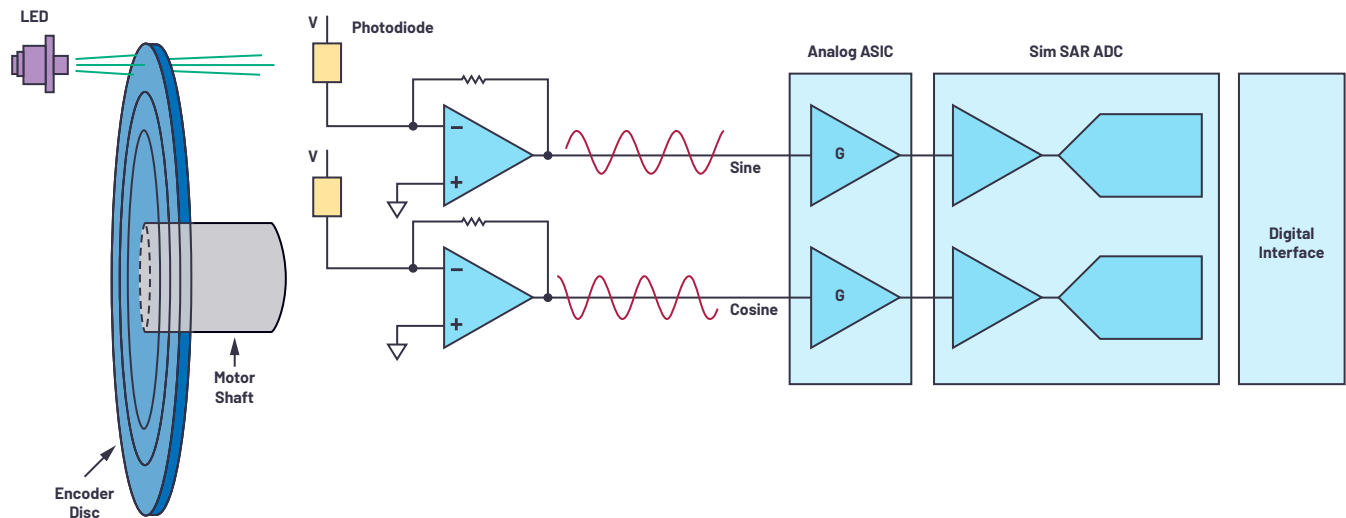 LED
V
Photodiode
Analog ASIC
Sim SAR ADC
V
Sine
G
Cosine
G
Digital
Interface
Motor
Shaft
Encoder
Disc